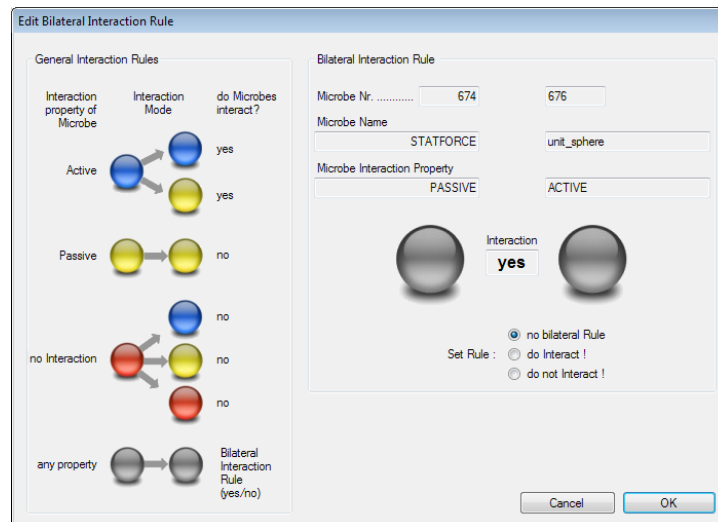 Edit Bilateral Interaction Rule
General Interaction Rules
Interaction property of Microbe
Interaction Mode
do Microbes interact?
Active
yes
yes
Passive
no
no Interaction
no
no
no
any property
Bilateral Interaction Rule (yes/no)
Bilateral Interaction Rule
Microbe Nr. ............ 674 676
Microbe Name
STATFORCE unit_sphere
Microbe Interaction Property
PASSIVE ACTIVE
Interaction
yes
Set Rule :
no bilateral Rule
do Interact !
do not Interact !
Cancel OK